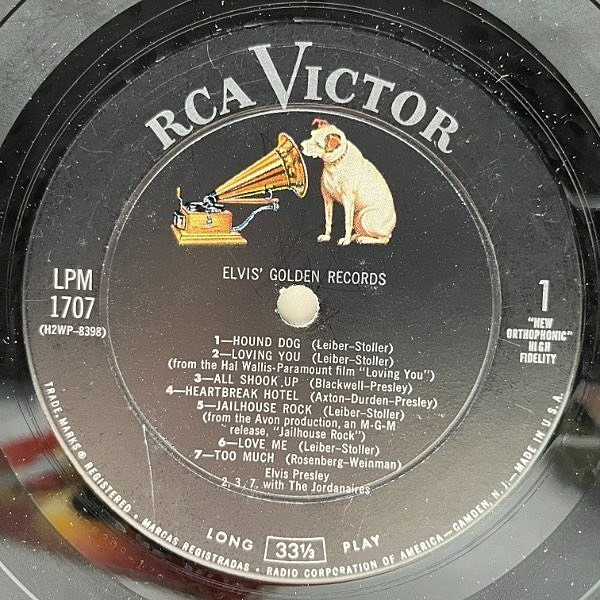 RCA VICTOR
ELVIS' GOLDEN RECORDS
LPM
1707
(H2WP-8398)
1
"NEW
ORTHOPHONIC"
HIGH
FIDELITY
1—HOUND DOG (Leiber-Stoller)
2—LOVING YOU (Leiber-Stoller)
(from the Hal Wallis-Paramount film "Loving You")
3—ALL SHOOK UP (Blackwell-Presley)
4—HEARTBREAK HOTEL (Axton-Durden-Presley)
5—JAILHOUSE ROCK (Leiber-Stoller)
(from the Avon production, an M-G-M
release, "Jailhouse Rock")
6—LOVE ME (Leiber-Stoller)
7—TOO MUCH (Rosenberg-Weinman)
Elvis Presley
2, 3, 7, with The Jordanaires
LONG 33⅓ PLAY
TRADE MARKS ® REGISTERED • MARCAS REGISTRADAS • RADIO CORPORATION OF AMERICA—CAMDEN, N. J.—MADE IN U.S.A.